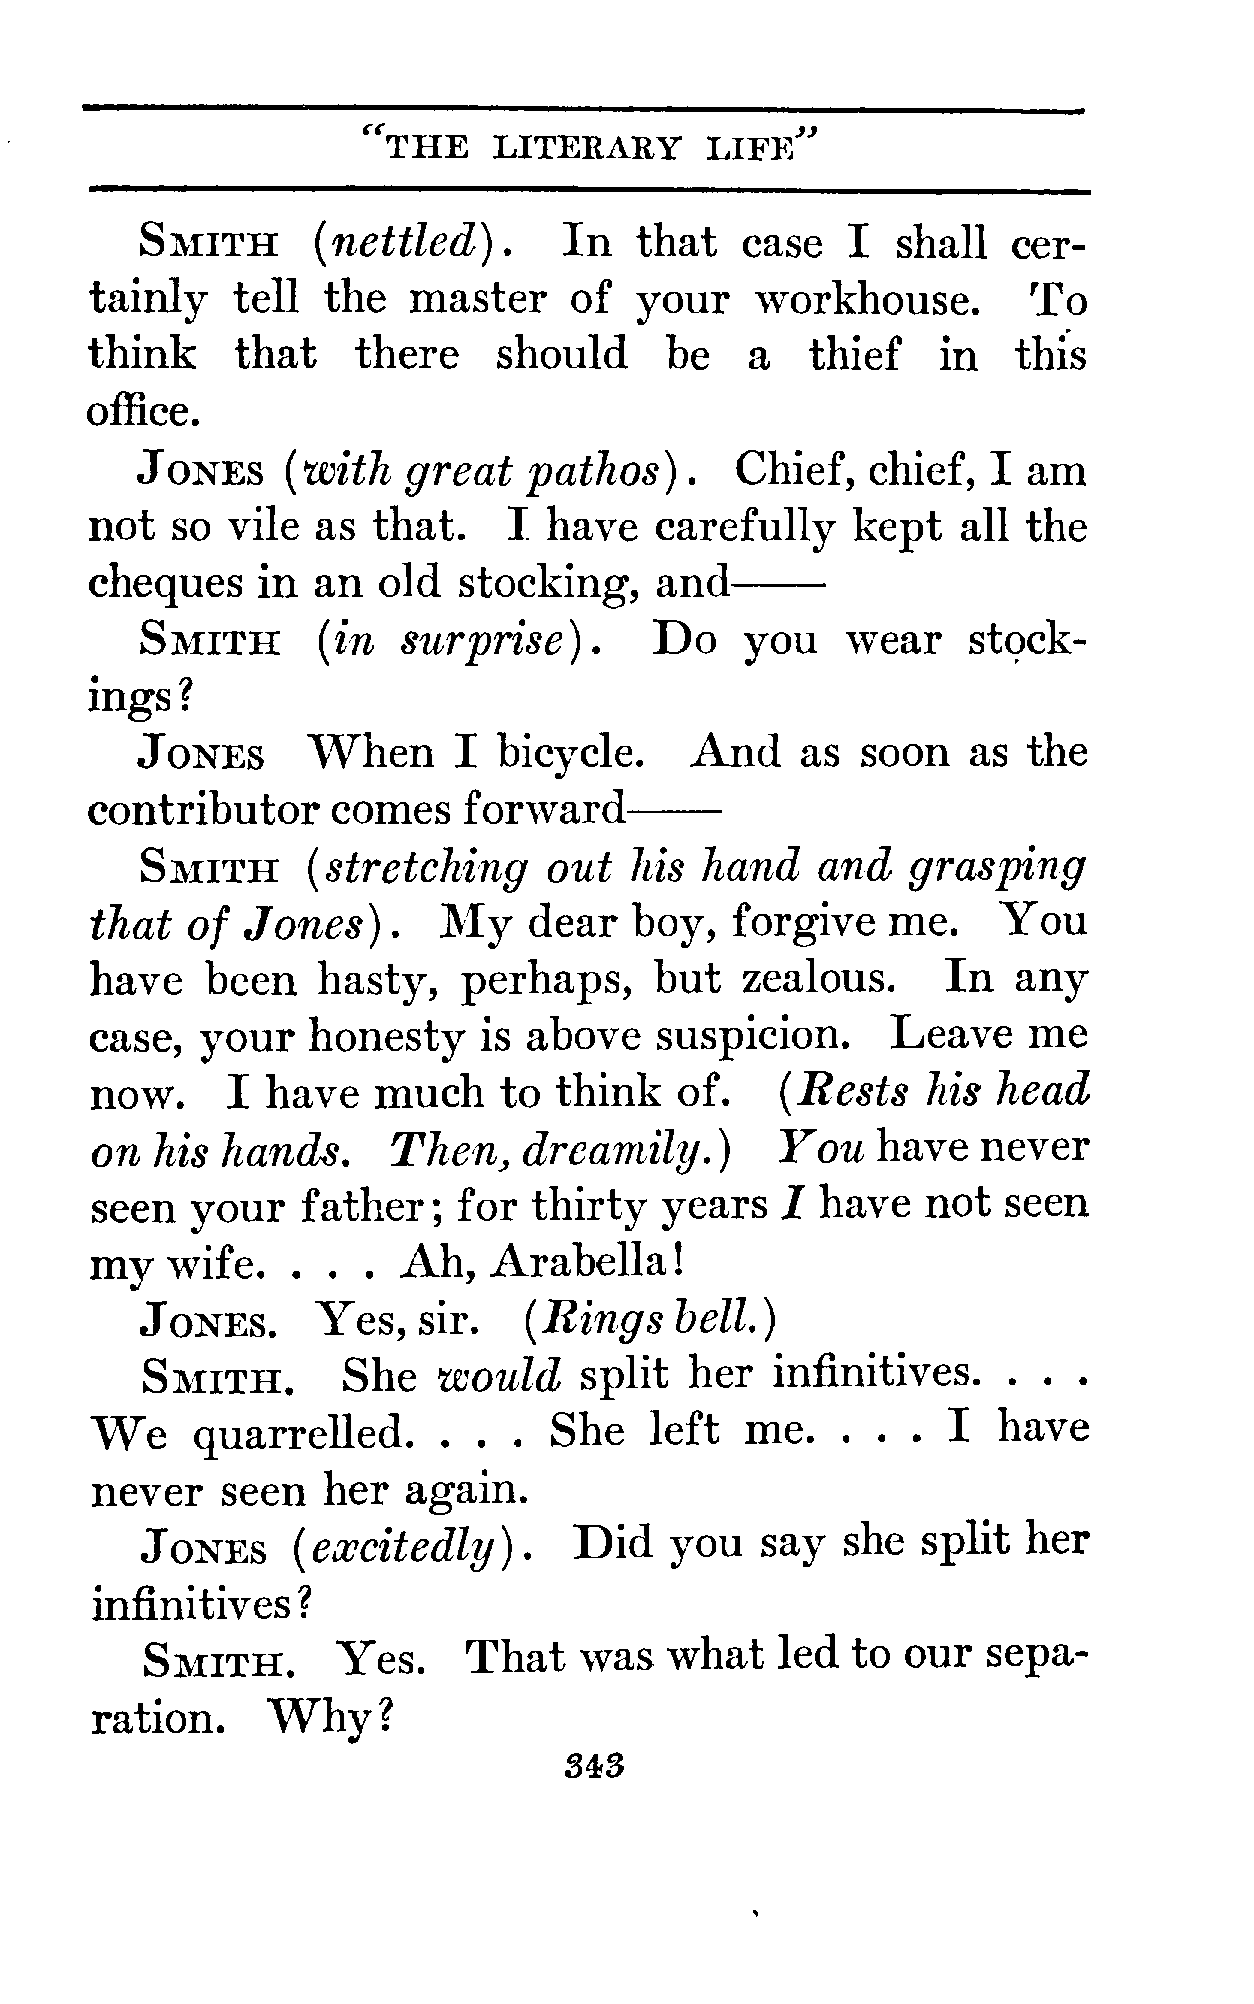 "THE LITERARY LIFE"
SMITH (nettled). In that case I shall cer-
tainly tell the master of your workhouse. To
think that there should be a thief in this
office.
JONES (with great pathos). Chief, chief, I am
not so vile as that. I have carefully kept all the
cheques in an old stocking, and——
SMITH (in surprise). Do you wear stock-
ings?
JONES When I bicycle. And as soon as the
contributor comes forward——
SMITH (stretching out his hand and grasping
that of Jones). My dear boy, forgive me. You
have been hasty, perhaps, but zealous. In any
case, your honesty is above suspicion. Leave me
now. I have much to think of. (Rests his head
on his hands. Then, dreamily.) You have never
seen your father; for thirty years I have not seen
my wife. . . . Ah, Arabella!
JONES. Yes, sir. (Rings bell.)
SMITH. She would split her infinitives. . . .
We quarrelled. . . . She left me. . . . I have
never seen her again.
JONES (excitedly). Did you say she split her
infinitives?
SMITH. Yes. That was what led to our sepa-
ration. Why?
343